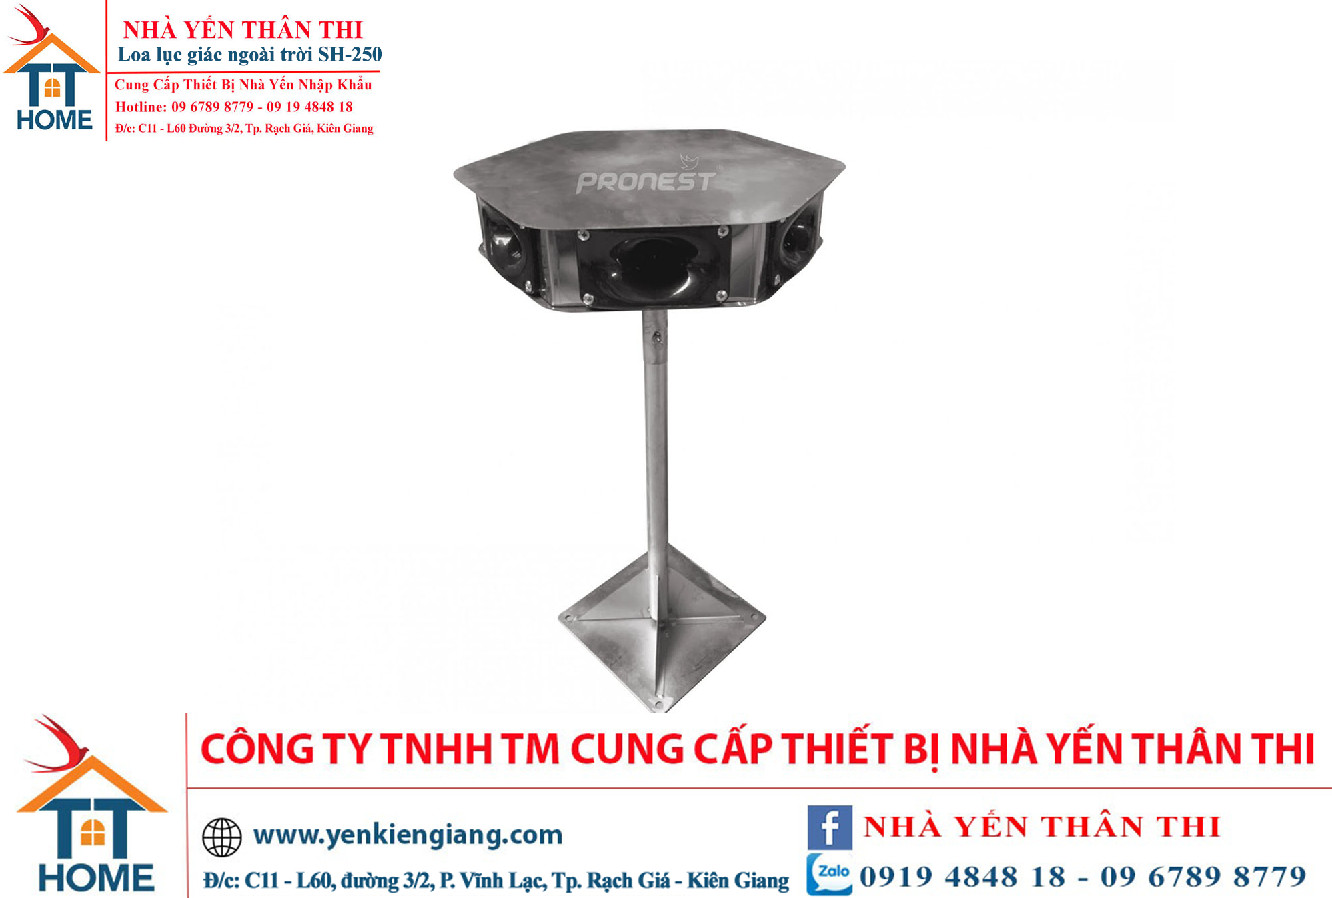 NHÀ YẾN THÂN THI
Loa lục giác ngoài trời SH-250
TT
HOME
Cung Cấp Thiết Bị Nhà Yến Nhập Khẩu
Hotline: 09 6789 8779 - 09 19 4848 18
Đ/c: C11 - L60 Đường 3/2, Tp. Rạch Giá, Kiên Giang
PRONEST
CÔNG TY TNHH TM CUNG CẤP THIẾT BỊ NHÀ YẾN THÂN THI
TT
HOME
www.yenkiengiang.com
Đ/c: C11 - L60, đường 3/2, P. Vĩnh Lạc, Tp. Rạch Giá - Kiên Giang
f NHÀ YẾN THÂN THI
Zalo 0919 4848 18 - 09 6789 8779